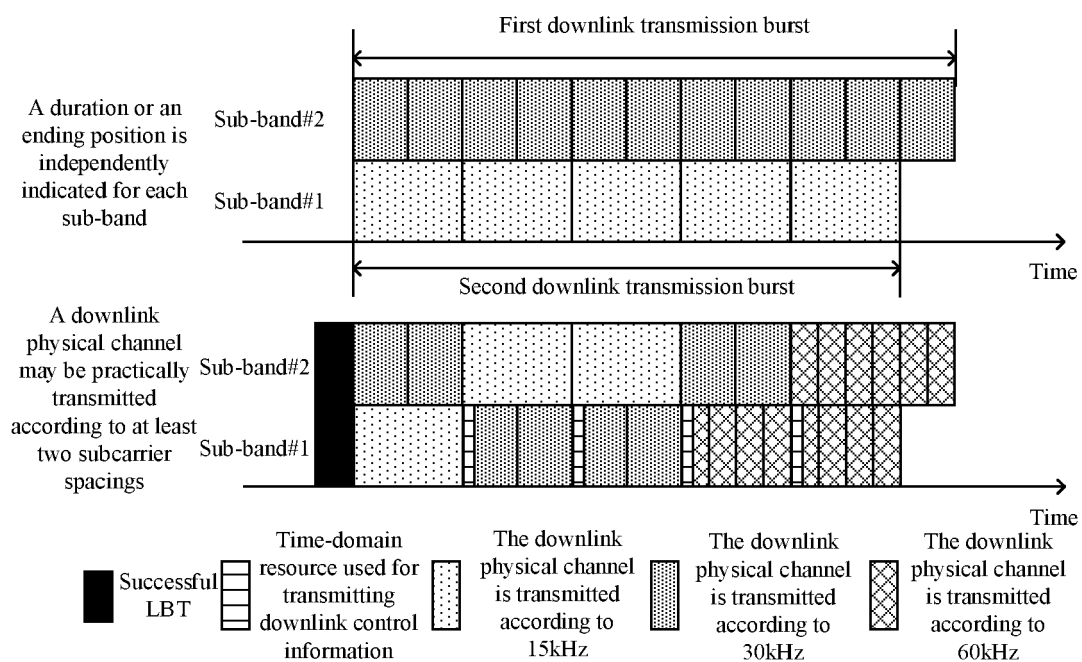 First downlink transmission burst
A duration or an
ending position is
independently
indicated for each
sub-band
Sub-band#2
Sub-band#1
Time
Second downlink transmission burst
A downlink
physical channel
may be practically
transmitted
according to at least
two subcarrier
spacings
Sub-band#2
Sub-band#1
Time
Successful
LBT
Time-domain
resource used for
transmitting
downlink control
information
The downlink
physical channel
is transmitted
according to
15kHz
The downlink
physical channel
is transmitted
according to
30kHz
The downlink
physical channel
is transmitted
according to
60kHz